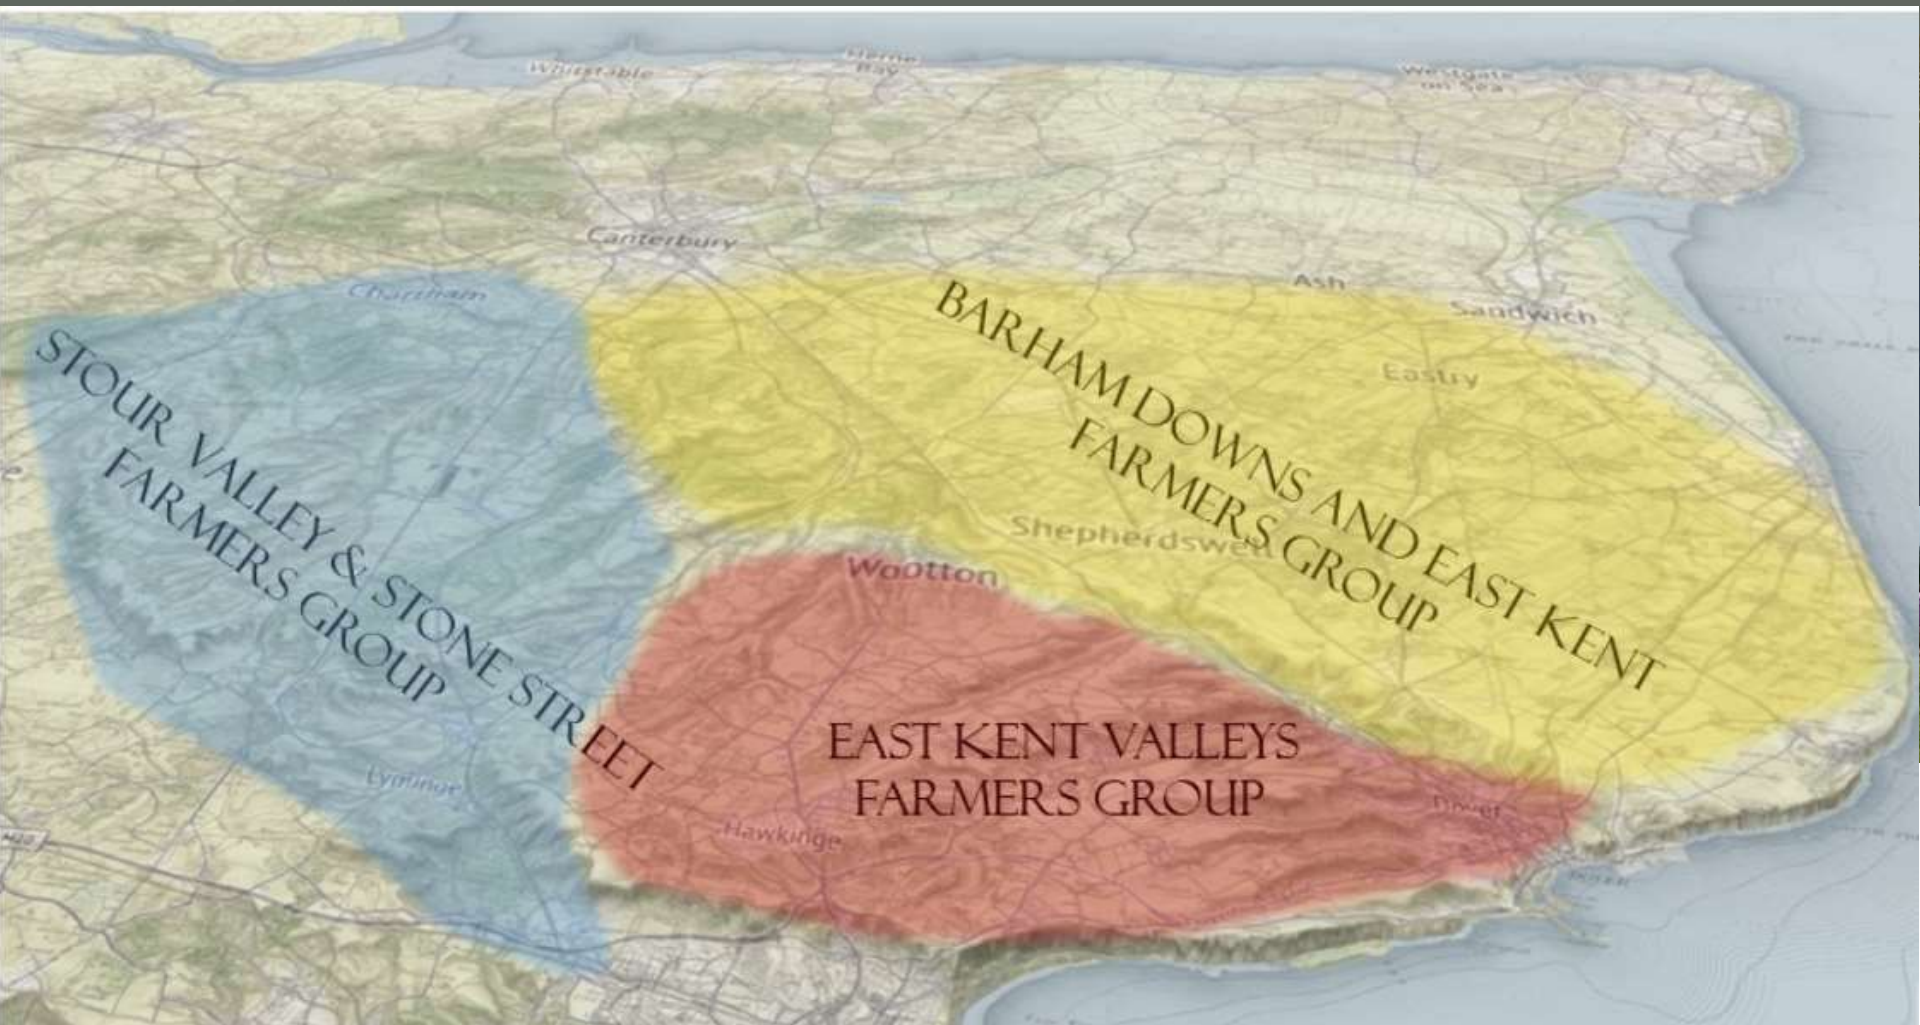 Whitstable
Herne
Bay
Westgate
on Sea
Canterbury
Chartham
Ash
Sandwich
Eastry
STOUR VALLEY & STONE STREET
FARMERS GROUP
BARHAM DOWNS AND EAST KENT
FARMERS GROUP
Shepherdswell
Wootton
EAST KENT VALLEYS
FARMERS GROUP
Lyminge
Hawkinge
M20